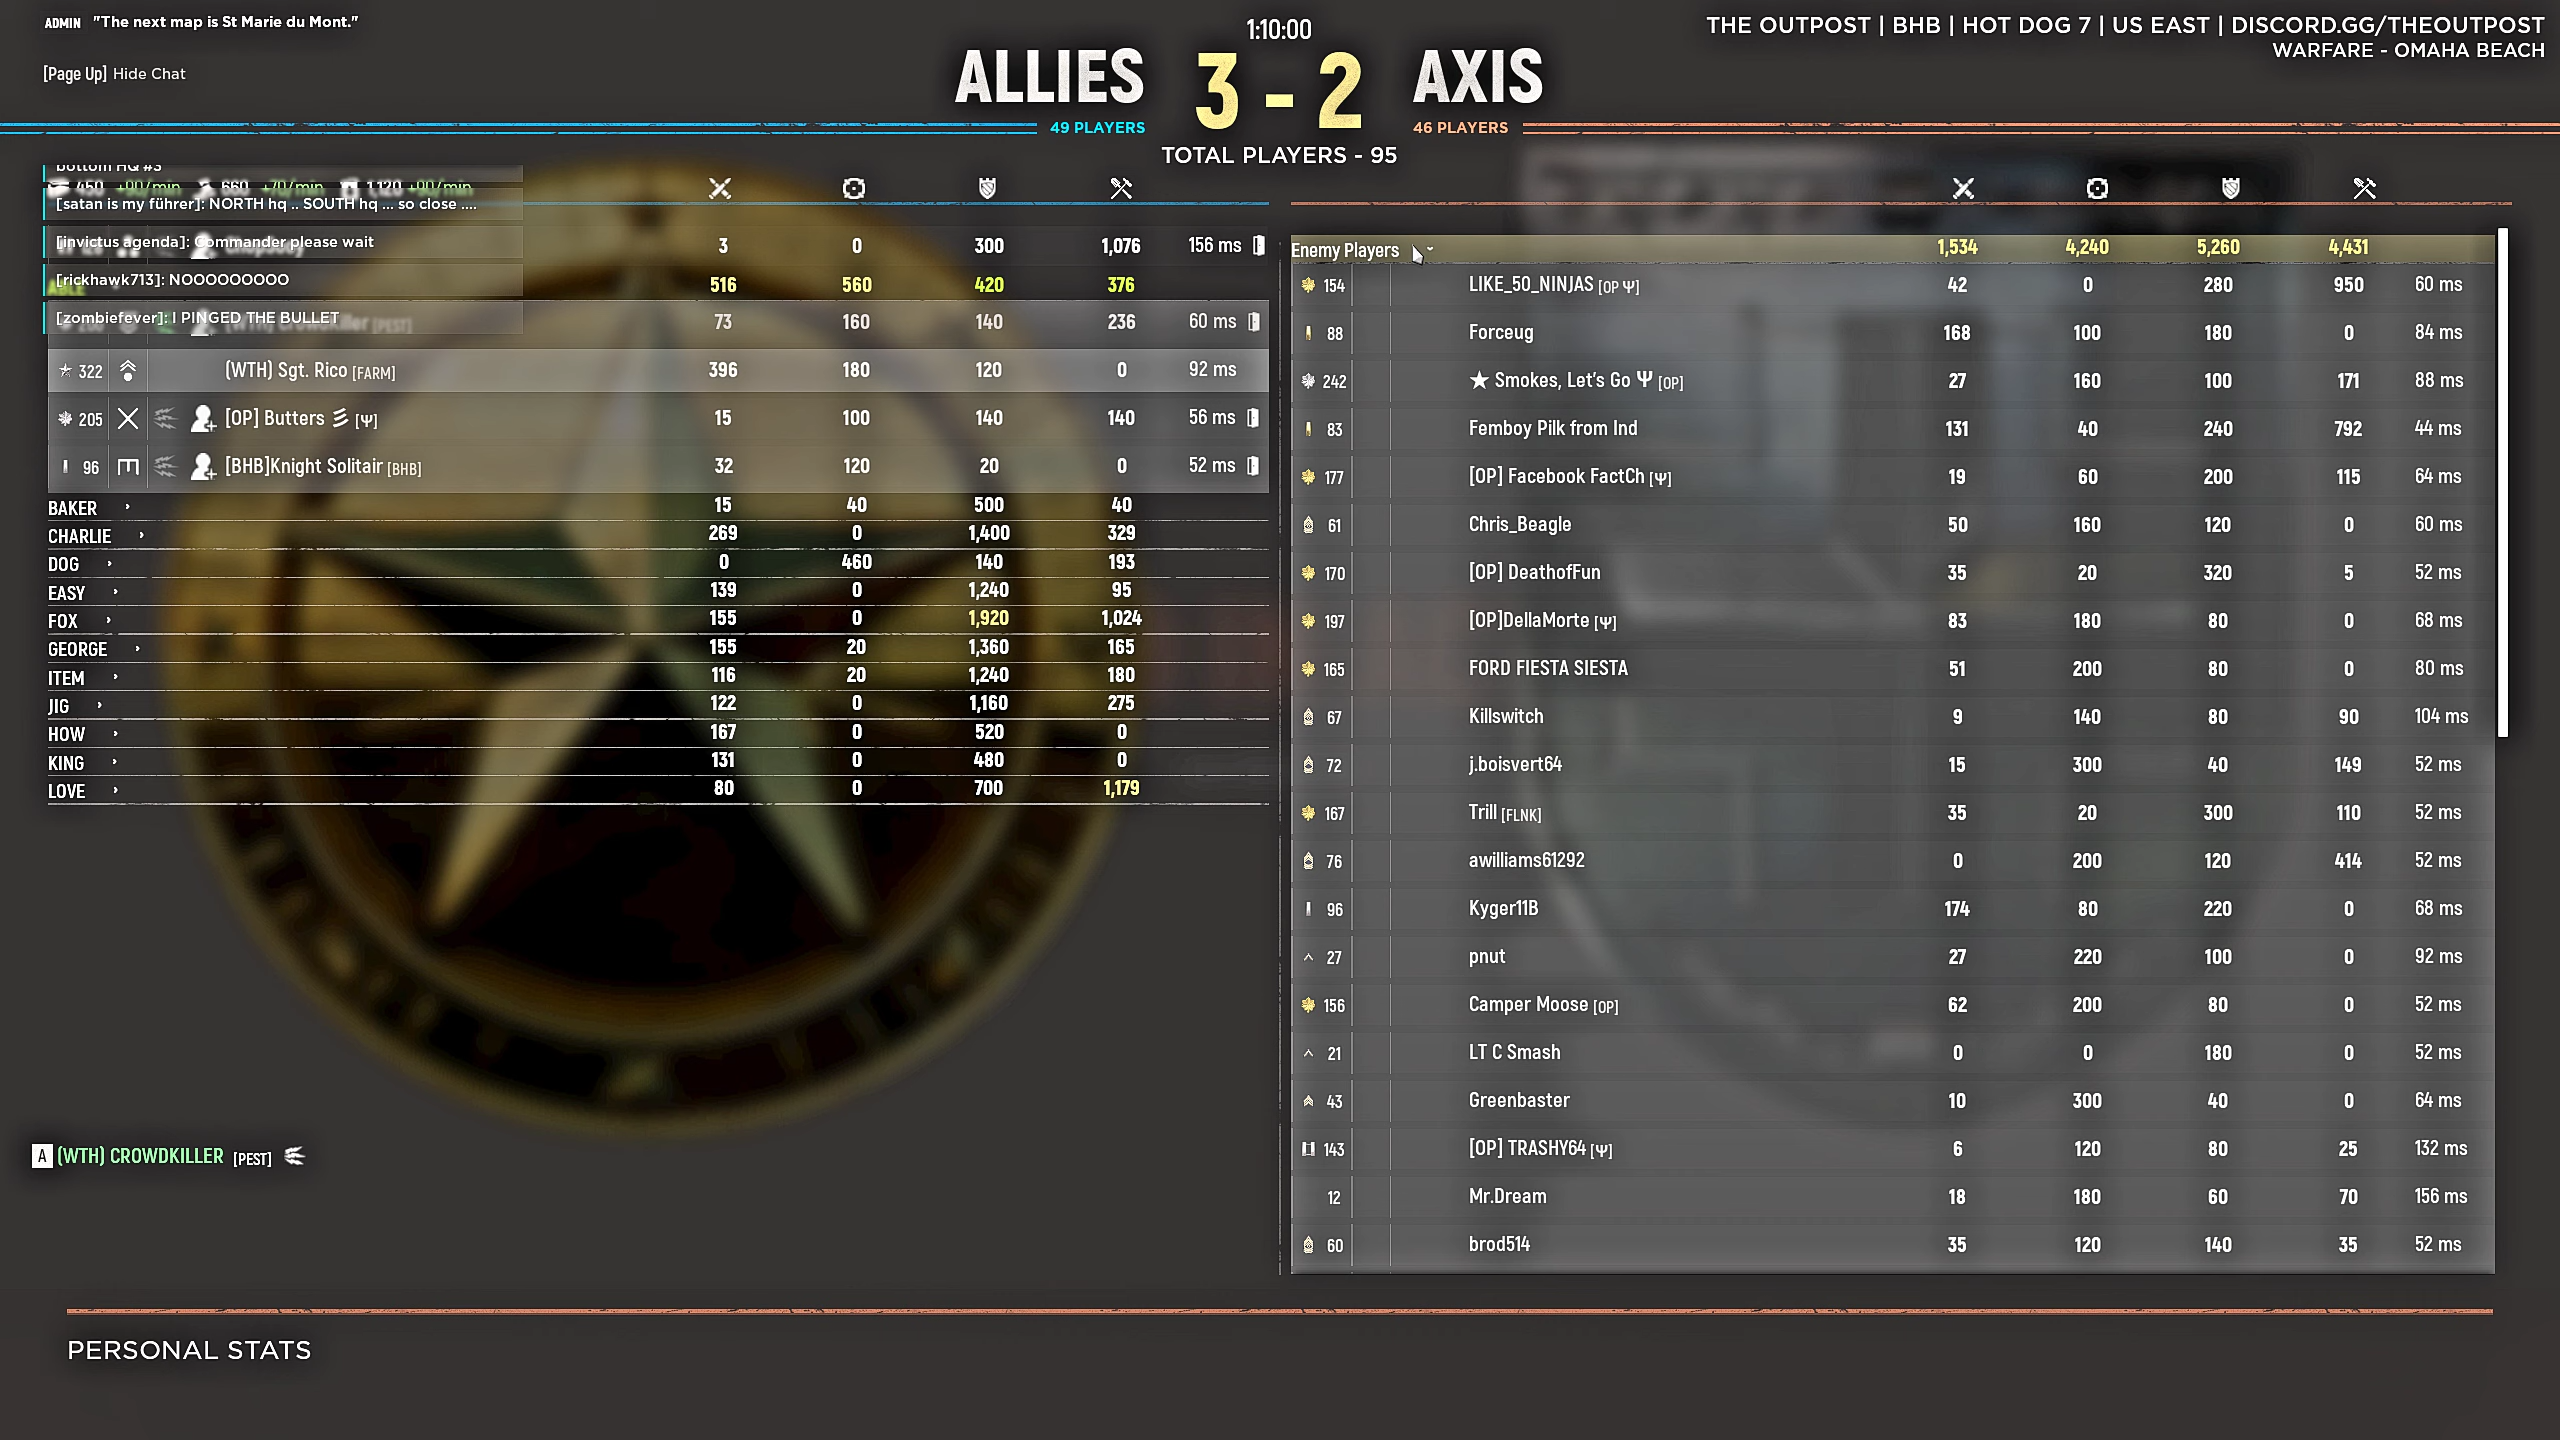 ADMIN "The next map is St Marie du Mont."
[Page Up] Hide Chat
1:10:00
ALLIES 3 - 2 AXIS
49 PLAYERS 46 PLAYERS
TOTAL PLAYERS - 95
THE OUTPOST | BHB | HOT DOG 7 | US EAST | DISCORD.GG/THEOUTPOST
WARFARE - OMAHA BEACH
bottom HQ #3
450 +90/min 660 +70/min 1,120 +90/min
[satan is my führer]: NORTH hq .. SOUTH hq ... so close ....
[invictus agenda]: Commander please wait
3 0 300 1,076 156 ms
[rickhawk713]: NOOOOOOOOO
ABLE 516 560 420 376
[zombiefever]: I PINGED THE BULLET
(WTH) Crowdkiller [PEST] 73 160 140 236 60 ms
322 (WTH) Sgt. Rico [FARM] 396 180 120 0 92 ms
205 [OP] Butters 彡 [Ψ] 15 100 140 140 56 ms
96 [BHB]Knight Solitair [BHB] 32 120 20 0 52 ms
BAKER 15 40 500 40
CHARLIE 269 0 1,400 329
DOG 0 460 140 193
EASY 139 0 1,240 95
FOX 155 0 1,920 1,024
GEORGE 155 20 1,360 165
ITEM 116 20 1,240 180
JIG 122 0 1,160 275
HOW 167 0 520 0
KING 131 0 480 0
LOVE 80 0 700 1,179
A (WTH) CROWDKILLER [PEST]
Enemy Players 1,534 4,240 5,260 4,431
154 LIKE_50_NINJAS [OP Ψ] 42 0 280 950 60 ms
88 Forceug 168 100 180 0 84 ms
242 ★ Smokes, Let's Go Ψ [OP] 27 160 100 171 88 ms
83 Femboy Pilk from Ind 131 40 240 792 44 ms
177 [OP] Facebook FactCh [Ψ] 19 60 200 115 64 ms
61 Chris_Beagle 50 160 120 0 60 ms
170 [OP] DeathofFun 35 20 320 5 52 ms
197 [OP]DellaMorte [Ψ] 83 180 80 0 68 ms
165 FORD FIESTA SIESTA 51 200 80 0 80 ms
67 Killswitch 9 140 80 90 104 ms
72 j.boisvert64 15 300 40 149 52 ms
167 Trill [FLNK] 35 20 300 110 52 ms
76 awilliams61292 0 200 120 414 52 ms
96 Kyger11B 174 80 220 0 68 ms
27 pnut 27 220 100 0 92 ms
156 Camper Moose [OP] 62 200 80 0 52 ms
21 LT C Smash 0 0 180 0 52 ms
43 Greenbaster 10 300 40 0 64 ms
143 [OP] TRASHY64 [Ψ] 6 120 80 25 132 ms
12 Mr.Dream 18 180 60 70 156 ms
60 brod514 35 120 140 35 52 ms
PERSONAL STATS